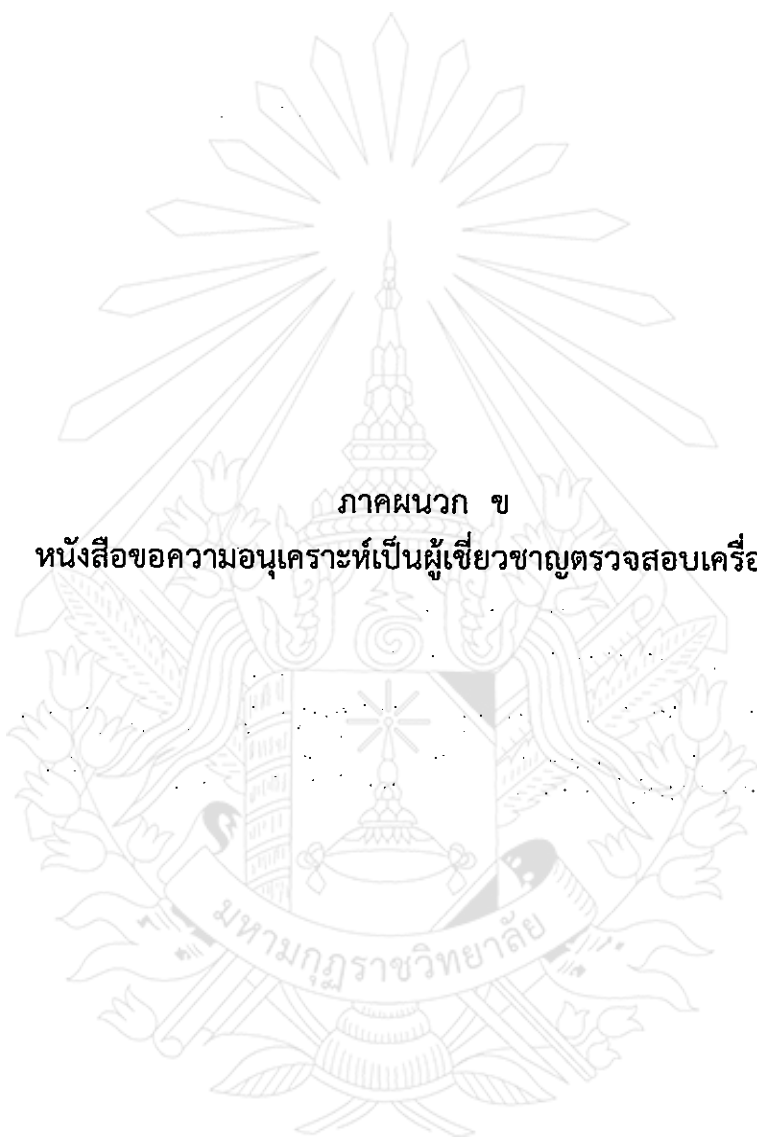 ภาคผนวก ข
หนังสือขอความอนุเคราะห์เป็นผู้เชี่ยวชาญตรวจสอบเครื่อ
มหามกุฏราชวิทยาลัย